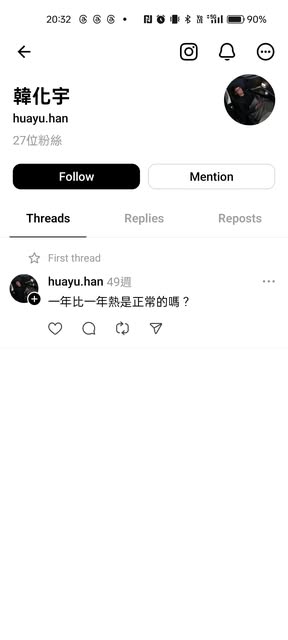 20:32
90%
韓化宇
huayu.han
27位粉絲
Follow
Mention
Threads
Replies
Reposts
First thread
huayu.han 49週
一年比一年熱是正常的嗎？